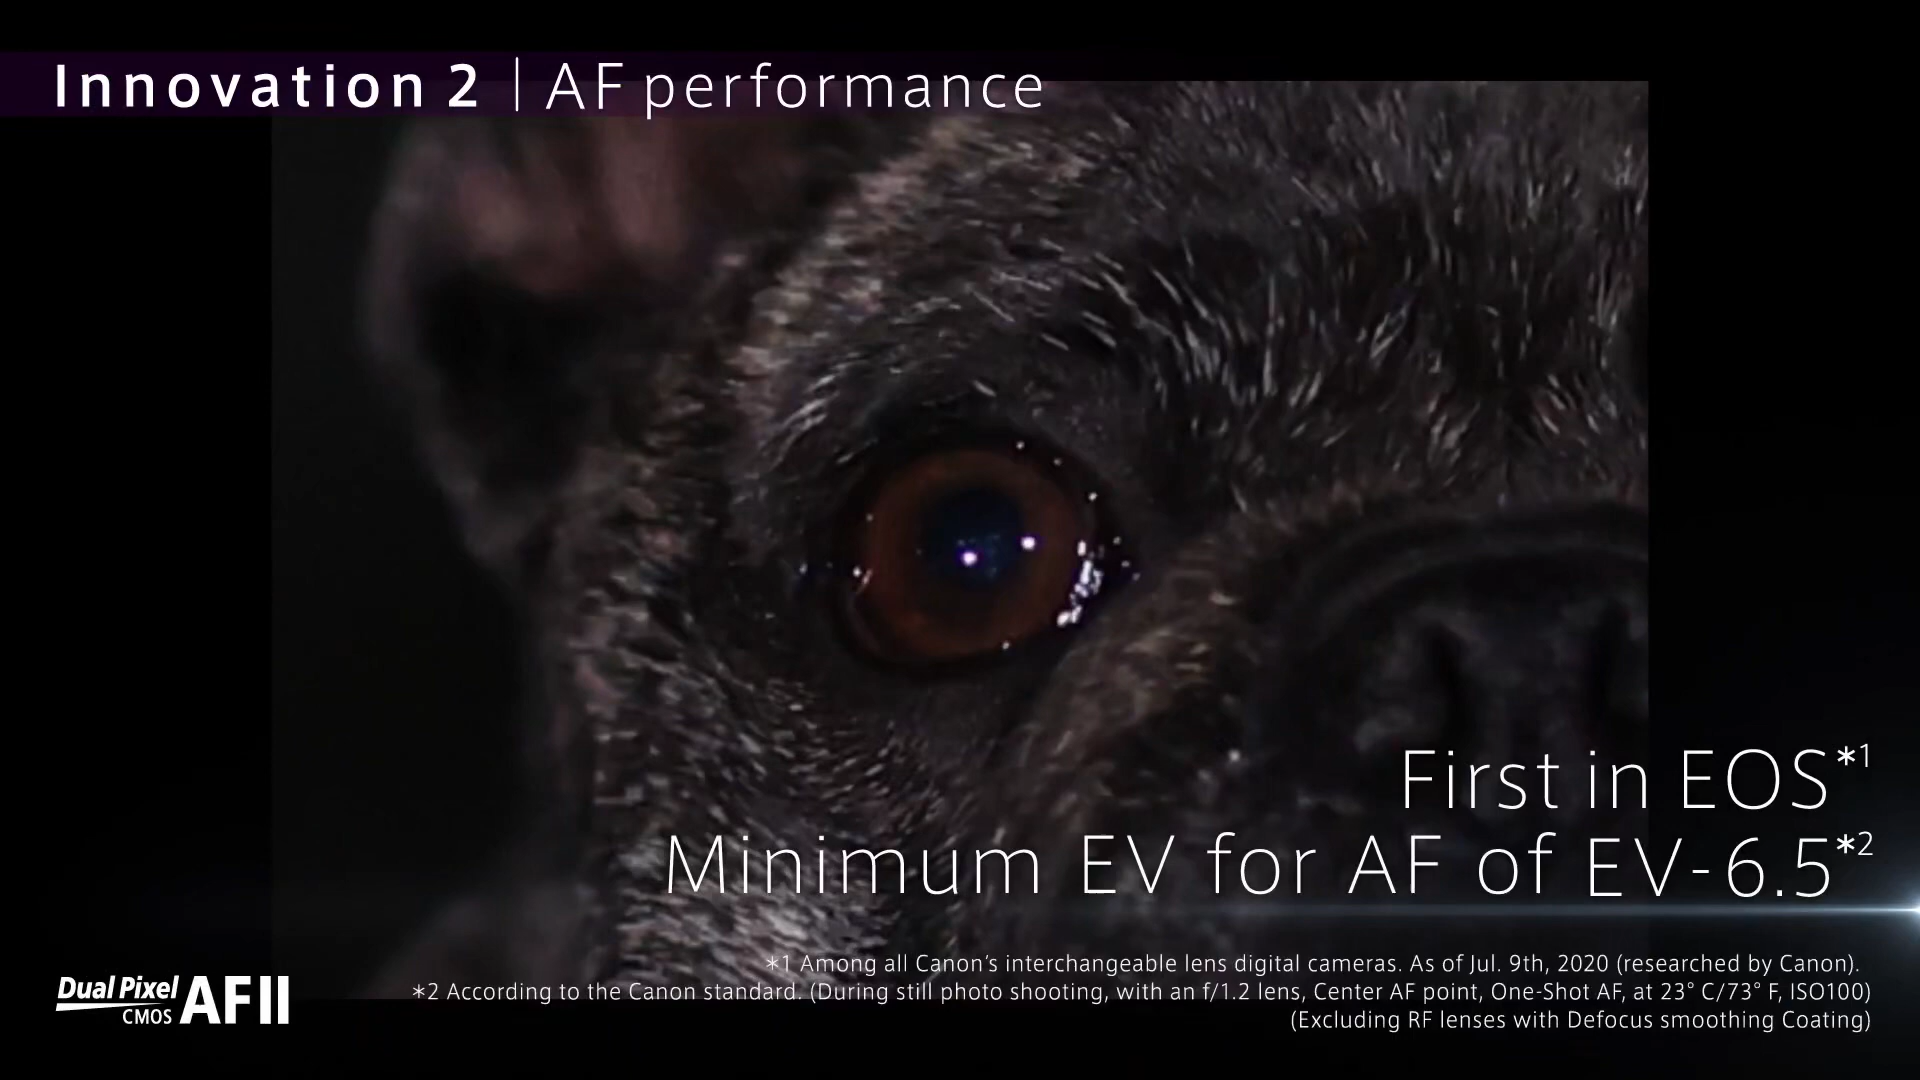 Innovation 2 | AF performance
First in EOS*1
Minimum EV for AF of EV-6.5*2
*1 Among all Canon's interchangeable lens digital cameras. As of Jul. 9th, 2020 (researched by Canon).
*2 According to the Canon standard. (During still photo shooting, with an f/1.2 lens, Center AF point, One-Shot AF, at 23° C/73° F, ISO100)
(Excluding RF lenses with Defocus smoothing Coating)
Dual Pixel
CMOS AF II